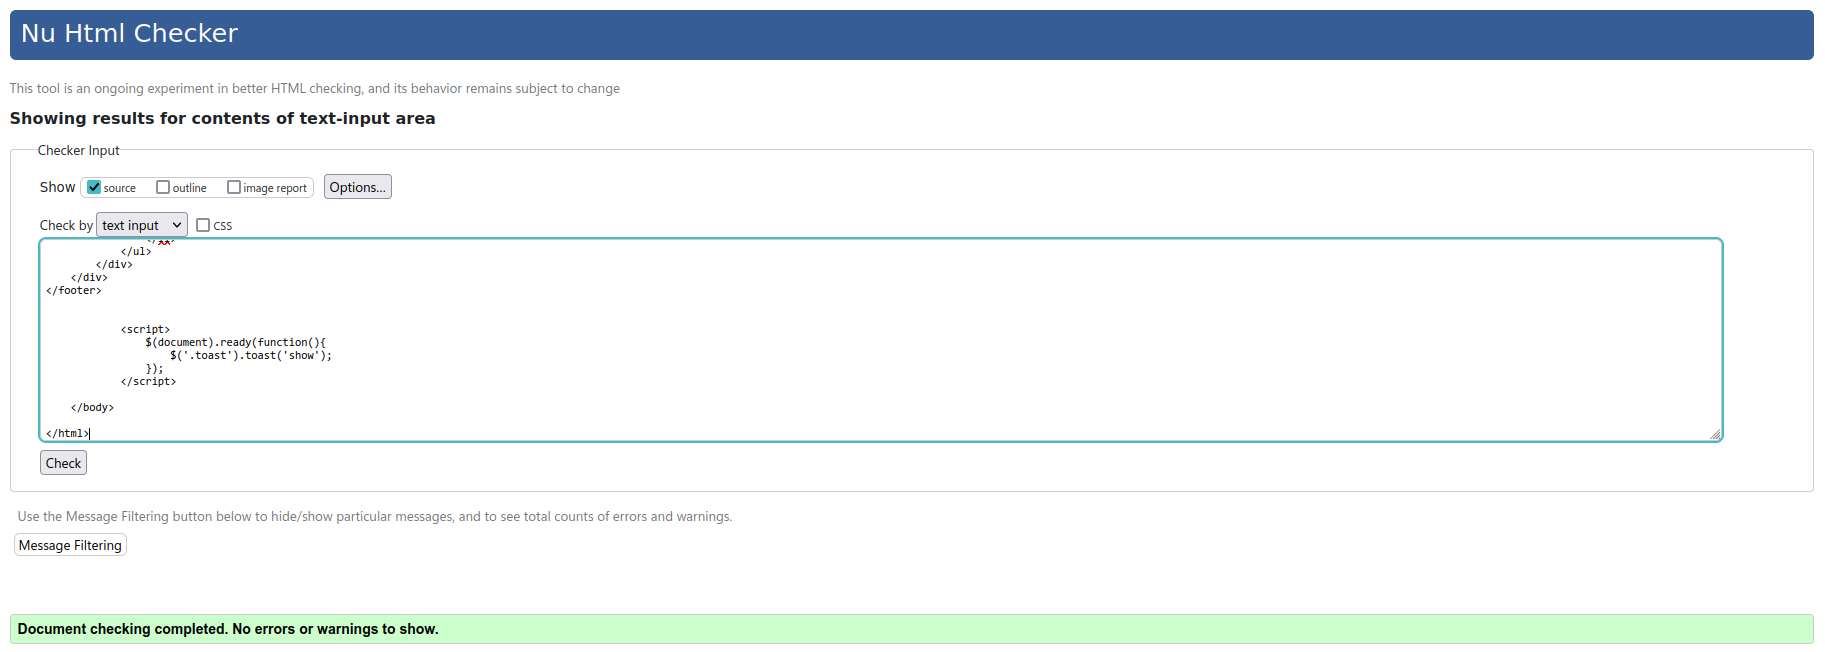 Nu Html Checker
This tool is an ongoing experiment in better HTML checking, and its behavior remains subject to change
Showing results for contents of text-input area
Checker Input
Show source outline image report Options...
Check by text input CSS
</ul>
</div>
</div>
</footer>
<script>
$(document).ready(function(){
$('.toast').toast('show');
});
</script>
</body>
</html>
Check
Use the Message Filtering button below to hide/show particular messages, and to see total counts of errors and warnings.
Message Filtering
Document checking completed. No errors or warnings to show.